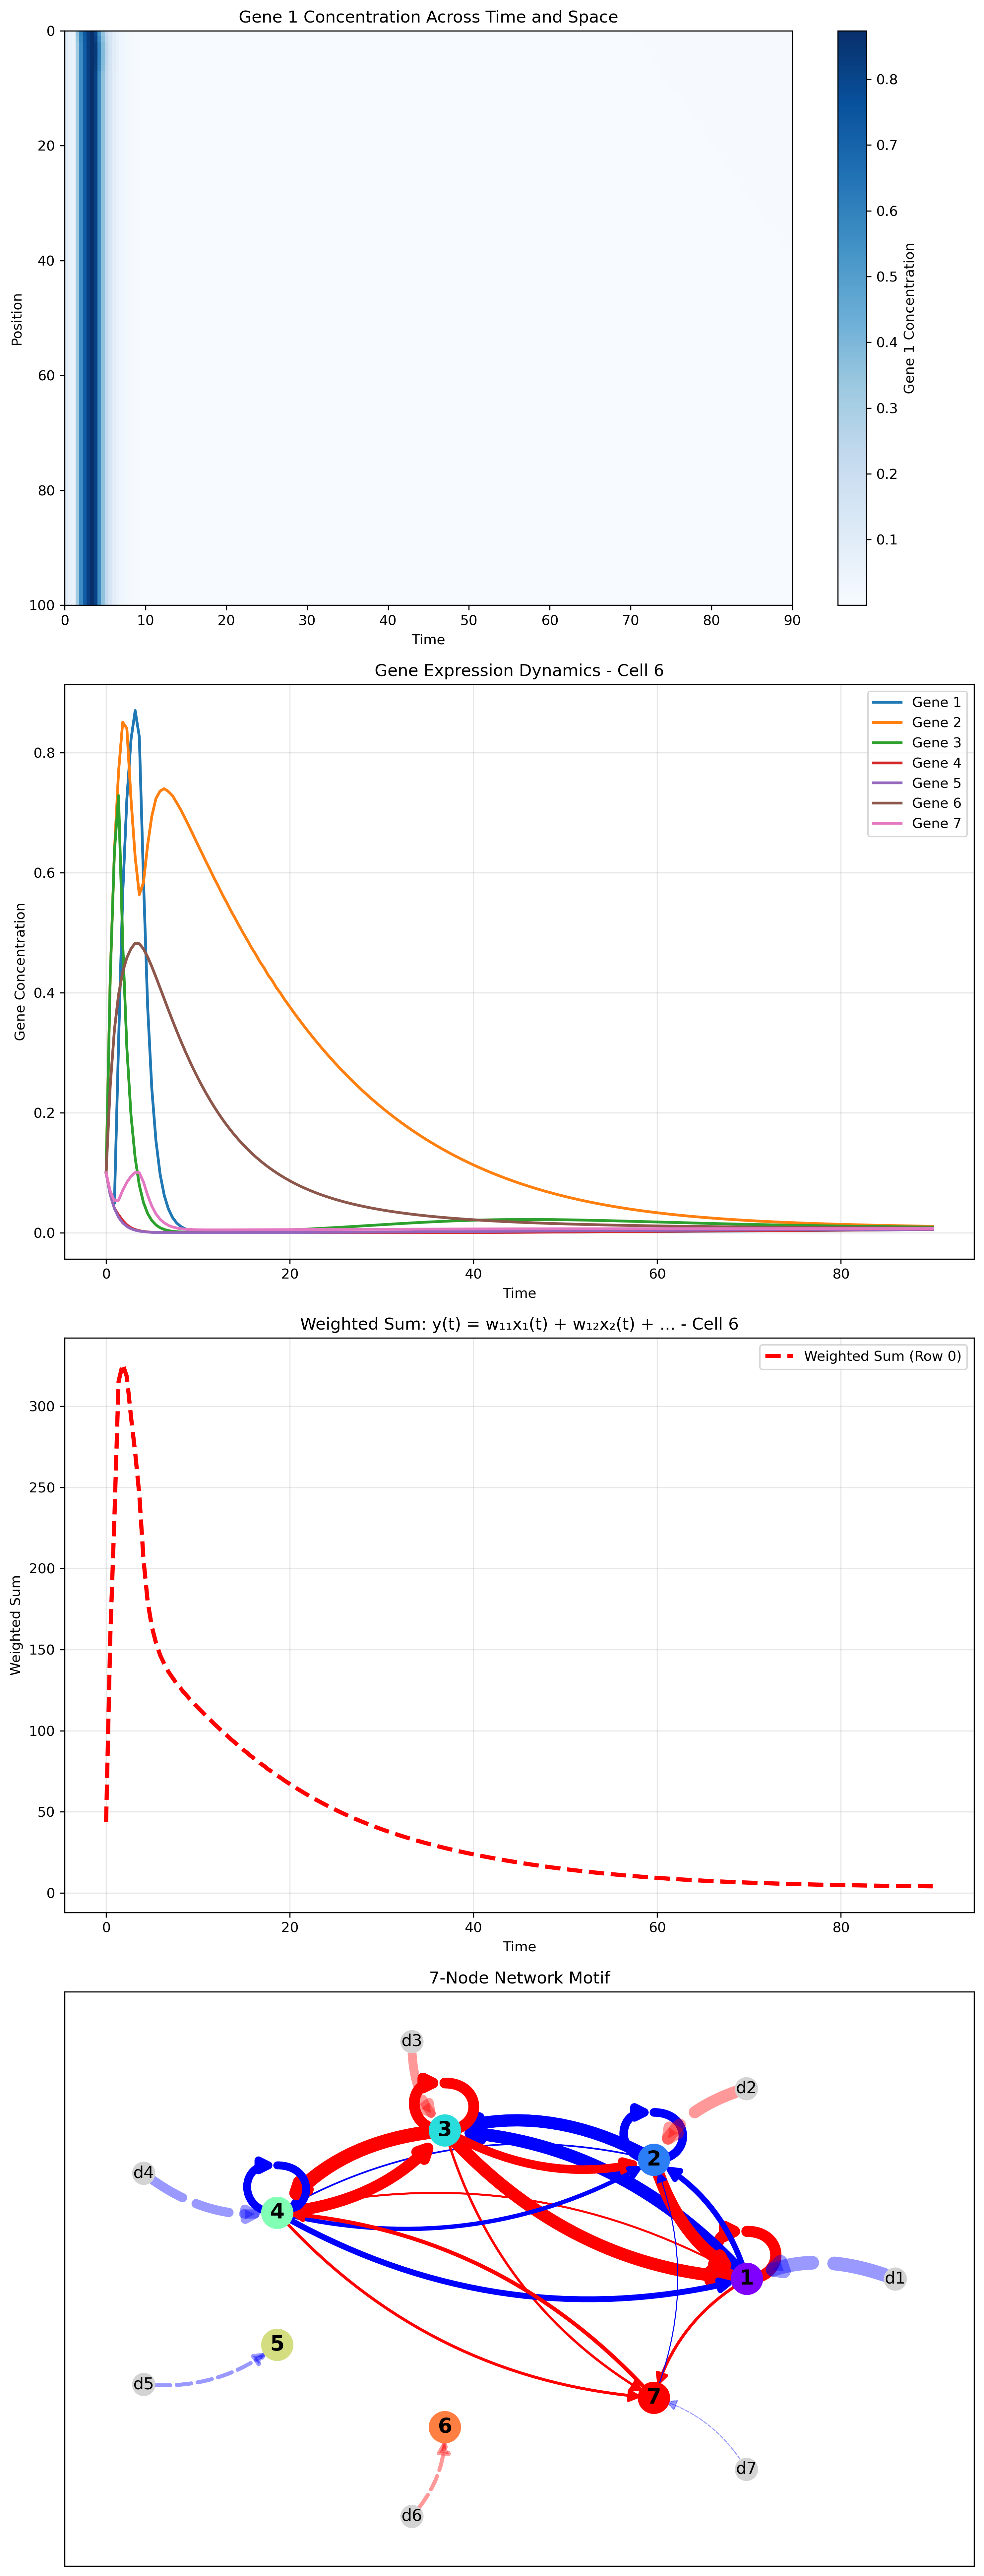 Gene 1 Concentration Across Time and Space
0
20
40
60
80
100
Position
0 10 20 30 40 50 60 70 80 90
Time
0.8
0.7
0.6
0.5
0.4
0.3
0.2
0.1
Gene 1 Concentration
Gene Expression Dynamics - Cell 6
Gene 1
Gene 2
Gene 3
Gene 4
Gene 5
Gene 6
Gene 7
0.8
0.6
0.4
0.2
0.0
Gene Concentration
0 20 40 60 80
Time
Weighted Sum: y(t) = w₁₁x₁(t) + w₁₂x₂(t) + ... - Cell 6
Weighted Sum (Row 0)
300
250
200
150
100
50
0
Weighted Sum
0 20 40 60 80
Time
7-Node Network Motif
d3
d2
3
2
d4
4
1
d1
5
d5
7
6
d7
d6